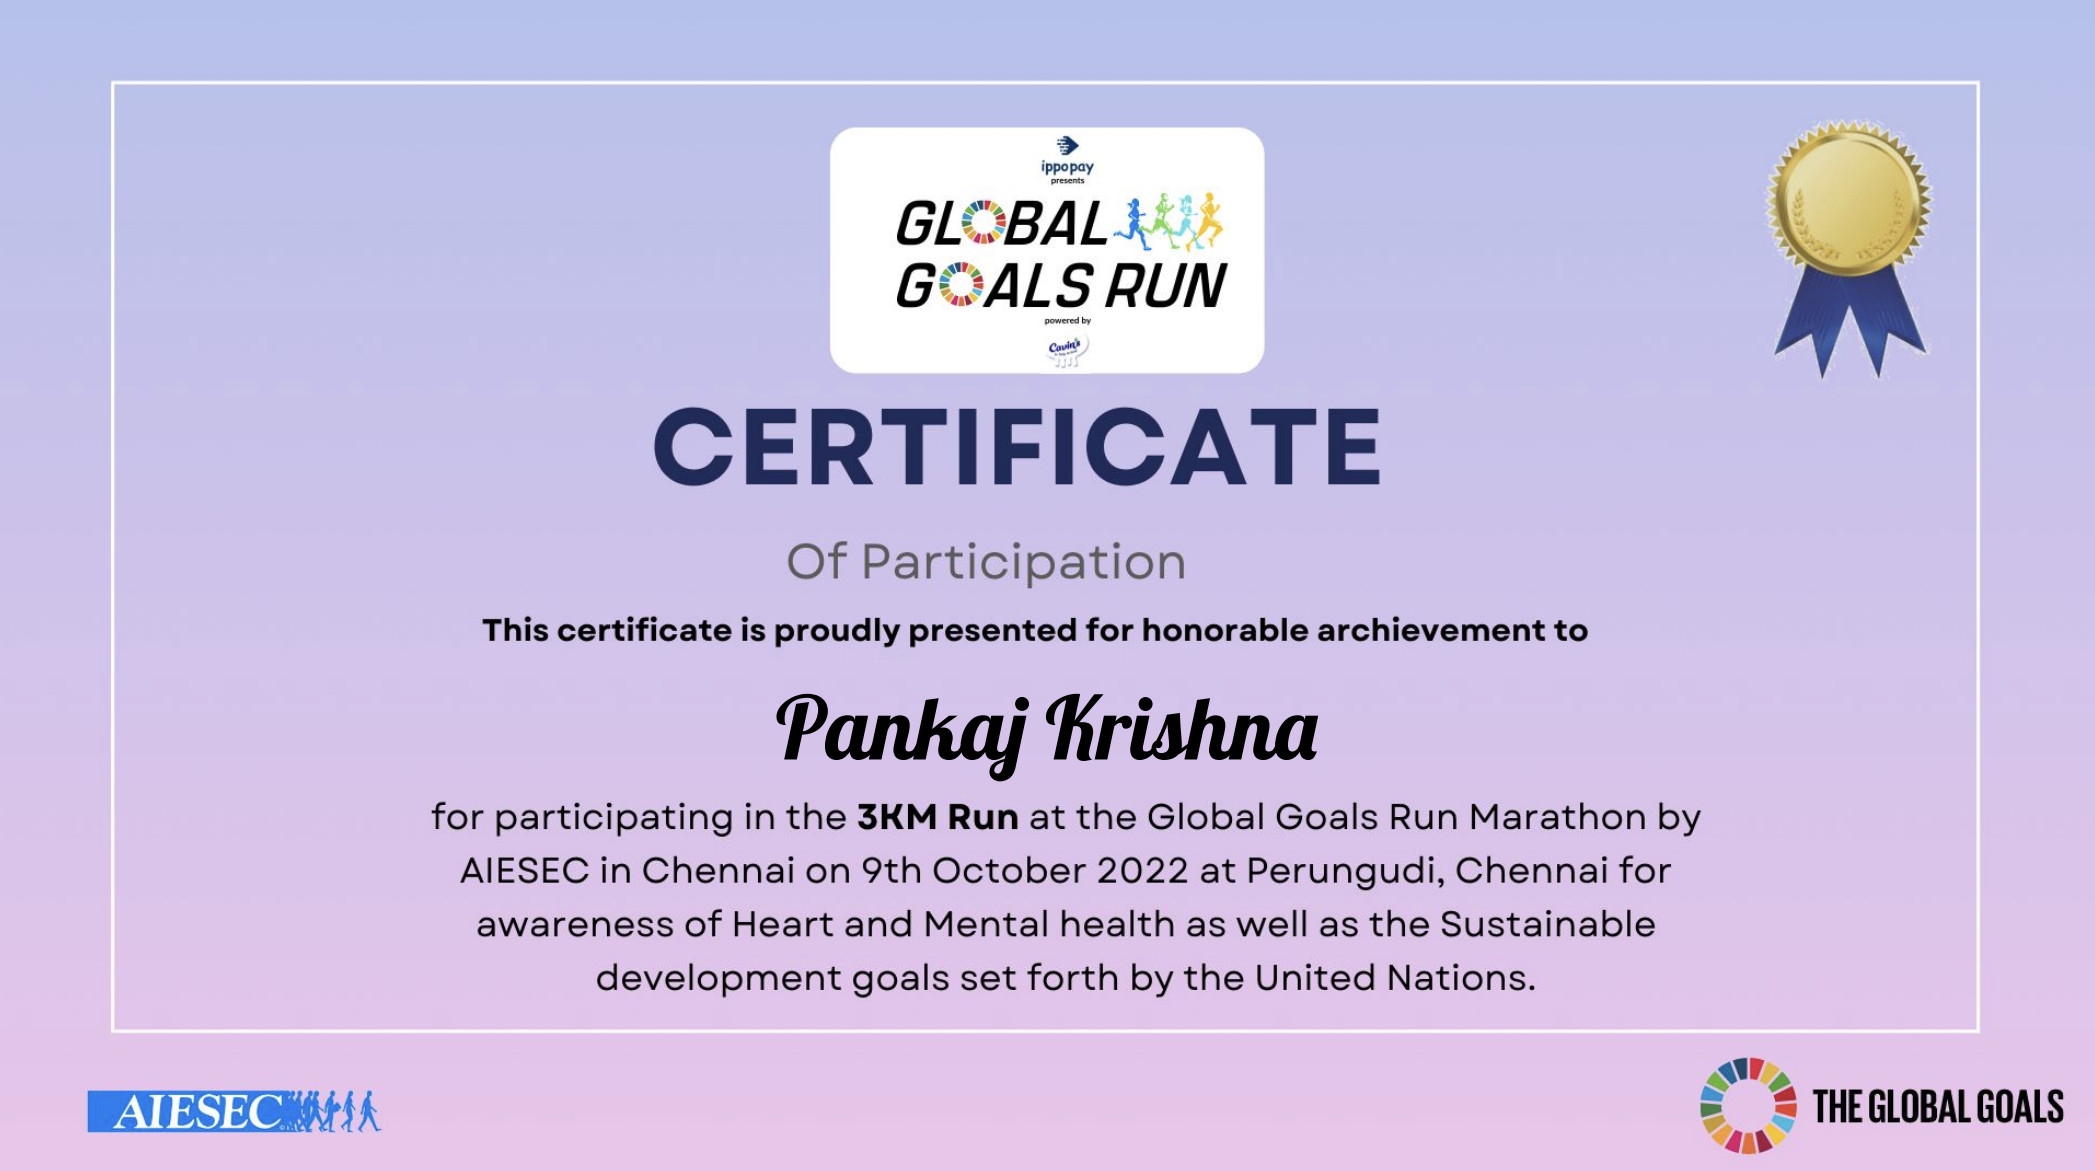 ippopay
presents
GLOBAL
GOALS RUN
powered by
Cavin's
CERTIFICATE
Of Participation
This certificate is proudly presented for honorable archievement to
Pankaj Krishna
for participating in the 3KM Run at the Global Goals Run Marathon by
AIESEC in Chennai on 9th October 2022 at Perungudi, Chennai for
awareness of Heart and Mental health as well as the Sustainable
development goals set forth by the United Nations.
AIESEC
THE GLOBAL GOALS